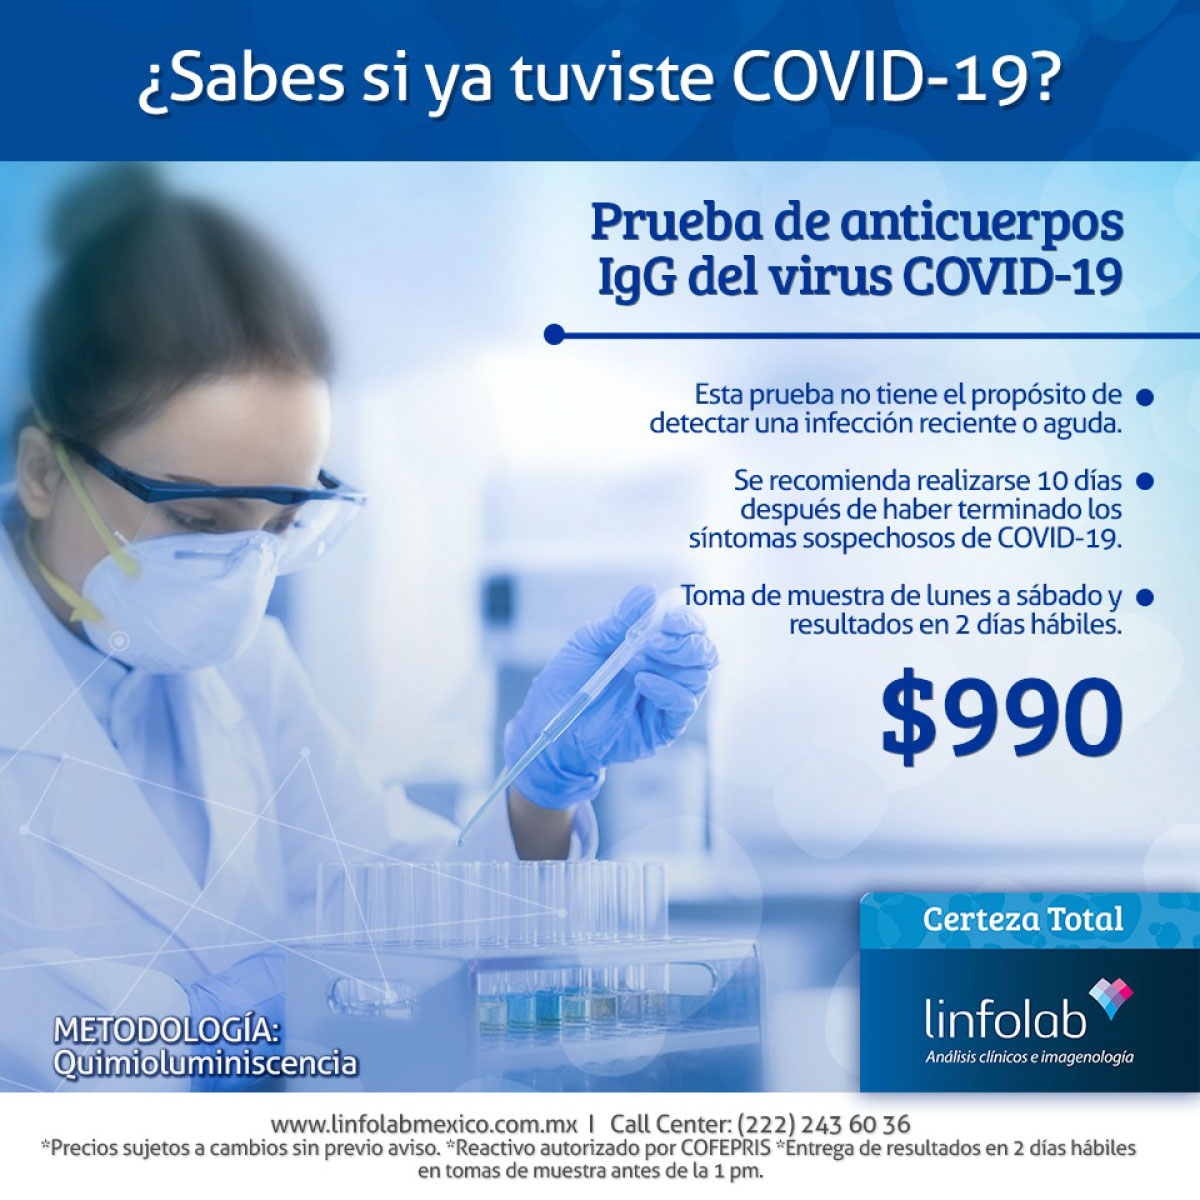 ¿Sabes si ya tuviste COVID-19?
Prueba de anticuerpos
IgG del virus COVID-19
Esta prueba no tiene el propósito de
detectar una infección reciente o aguda.
Se recomienda realizarse 10 días
después de haber terminado los
síntomas sospechosos de COVID-19.
Toma de muestra de lunes a sábado y
resultados en 2 días hábiles.
$990
Certeza Total
linfolab
Análisis clínicos e imagenología
METODOLOGÍA:
Quimioluminiscencia
www.linfolabmexico.com.mx I Call Center: (222) 243 60 36
*Precios sujetos a cambios sin previo aviso. *Reactivo autorizado por COFEPRIS *Entrega de resultados en 2 días hábiles
en tomas de muestra antes de la 1 pm.